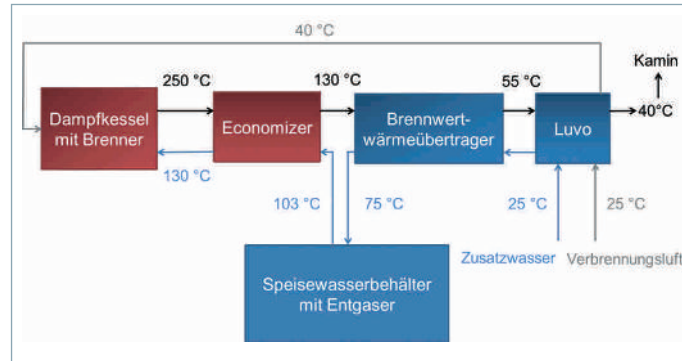 40 °C
Kamin
250 °C
130 °C
55 °C
Dampfkessel
mit Brenner
Economizer
Brennwert-
wärmeübertrager
Luvo
40°C
130 °C
103 °C
75 °C
25 °C
25 °C
Zusatzwasser
Verbrennungsluft
Speisewasserbehälter
mit Entgaser